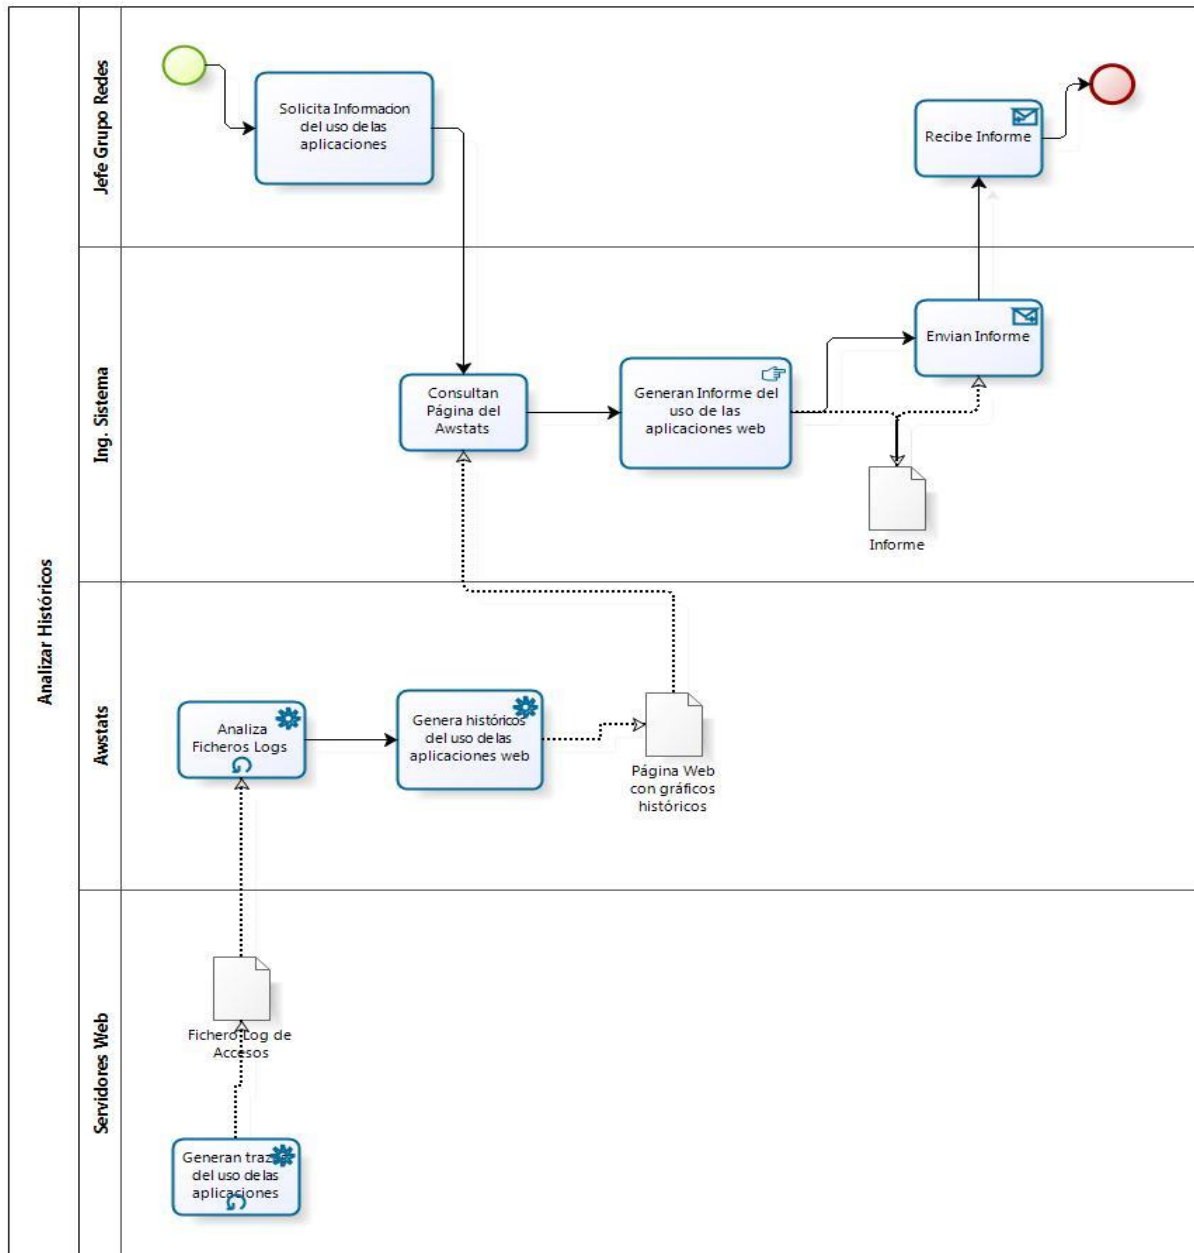 Analizar Históricos
Jefe Grupo Redes
Solicita Informacion
del uso de las
aplicaciones
Recibe Informe
Ing. Sistema
Envian Informe
Consultan
Página del
Awstats
Generan Informe del
uso de las
aplicaciones web
Informe
Awstats
Analiza
Ficheros Logs
Genera históricos
del uso de las
aplicaciones web
Página Web
con gráficos
históricos
Servidores Web
Fichero Log de
Accesos
Generan trazas
del uso de las
aplicaciones